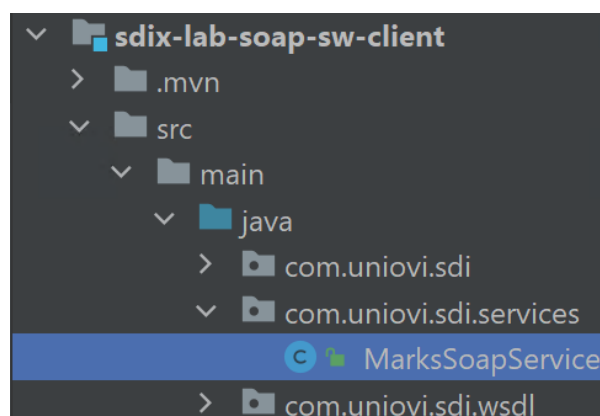 sdix-lab-soap-sw-client
.mvn
src
main
java
com.uniovi.sdi
com.uniovi.sdi.services
C MarksSoapService
com.uniovi.sdi.wsdl